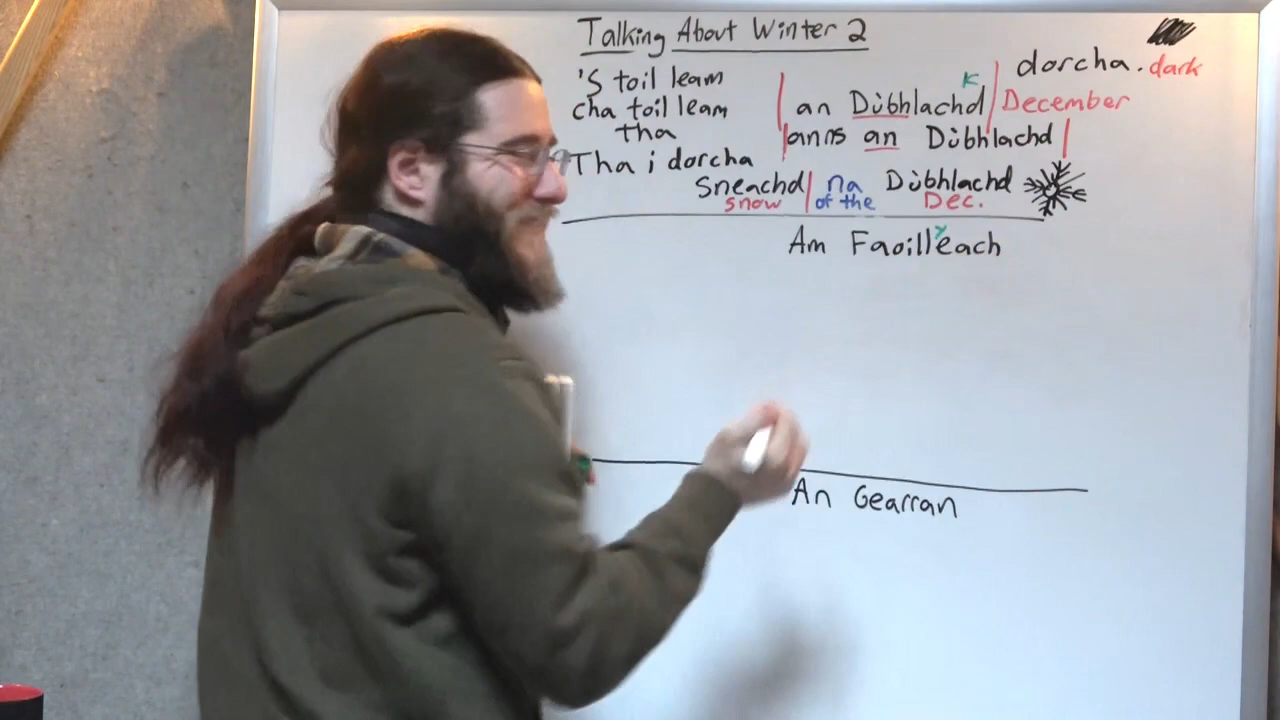 Talking About Winter 2
'S toil leam
cha toil leam
tha
Tha i dorcha
dorcha. dark
k
an Dùbhlachd December
anns an Dùbhlachd
Sneachd na Dùbhlachd
snow of the Dec.
y
Am Faoilleach
An Gearran